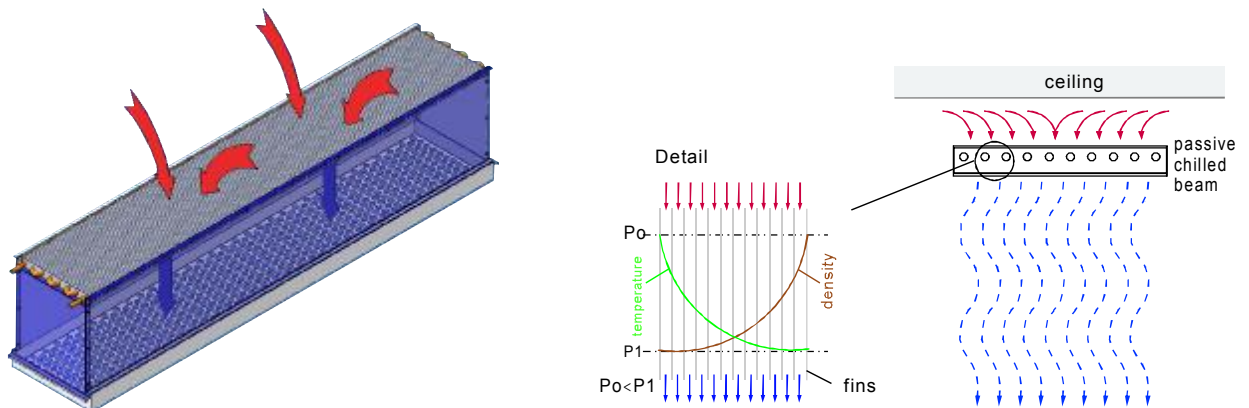 ceiling
passive
chilled
beam
Detail
Po
temperature
density
P1
Po<P1
fins